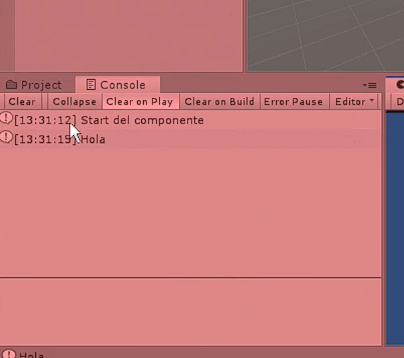 Project Console
Clear Collapse Clear on Play Clear on Build Error Pause Editor
[13:31:12] Start del componente
[13:31:15] Hola
Hola